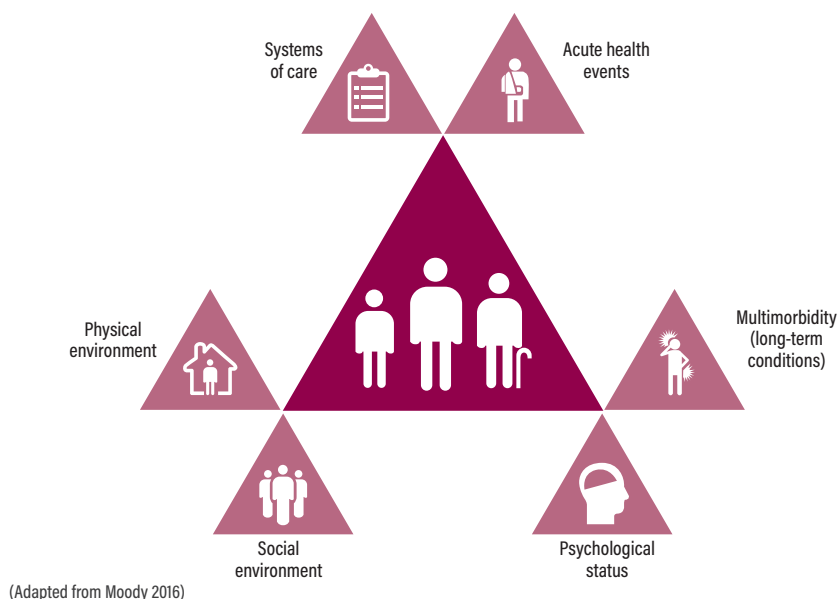 Systems
of care
Acute health
events
Physical
environment
Multimorbidity
(long-term
conditions)
Social
environment
Psychological
status
(Adapted from Moody 2016)